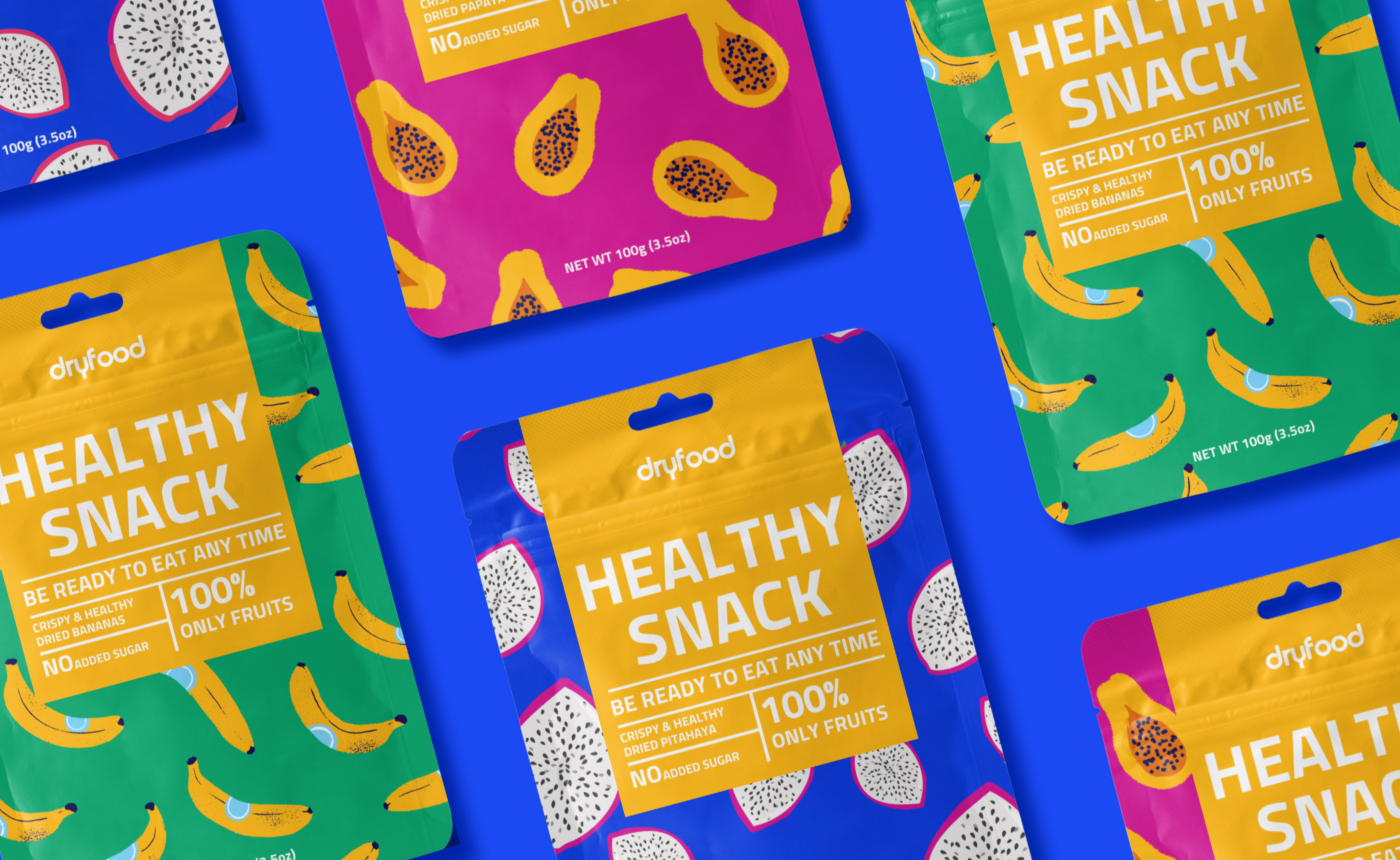 100g (3.5oz)
DRIED PAPAYA
ONLY
NO ADDED SUGAR
NET WT 100g (3.5oz)
HEALTHY
SNACK
BE READY TO EAT ANY TIME
CRISPY & HEALTHY
DRIED BANANAS
NO ADDED SUGAR
100%
ONLY FRUITS
NET WT 100g (3.5oz)
dryfood
HEALTHY
SNACK
BE READY TO EAT ANY TIME
CRISPY & HEALTHY
DRIED BANANAS
NO ADDED SUGAR
100%
ONLY FRUITS
dryfood
HEALTHY
SNACK
BE READY TO EAT ANY TIME
CRISPY & HEALTHY
DRIED PITAHAYA
NO ADDED SUGAR
100%
ONLY FRUITS
dryfood
HEALT
SNAC